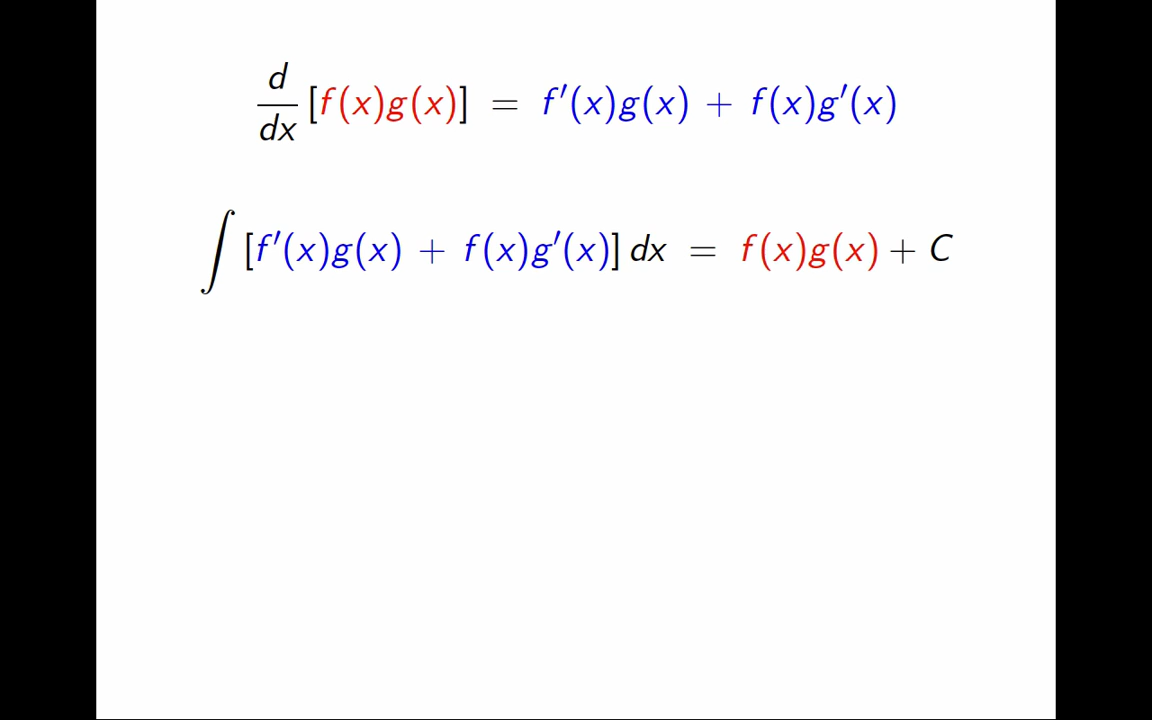 d/dx [f(x)g(x)] = f′(x)g(x) + f(x)g′(x)
∫ [f′(x)g(x) + f(x)g′(x)] dx = f(x)g(x) + C